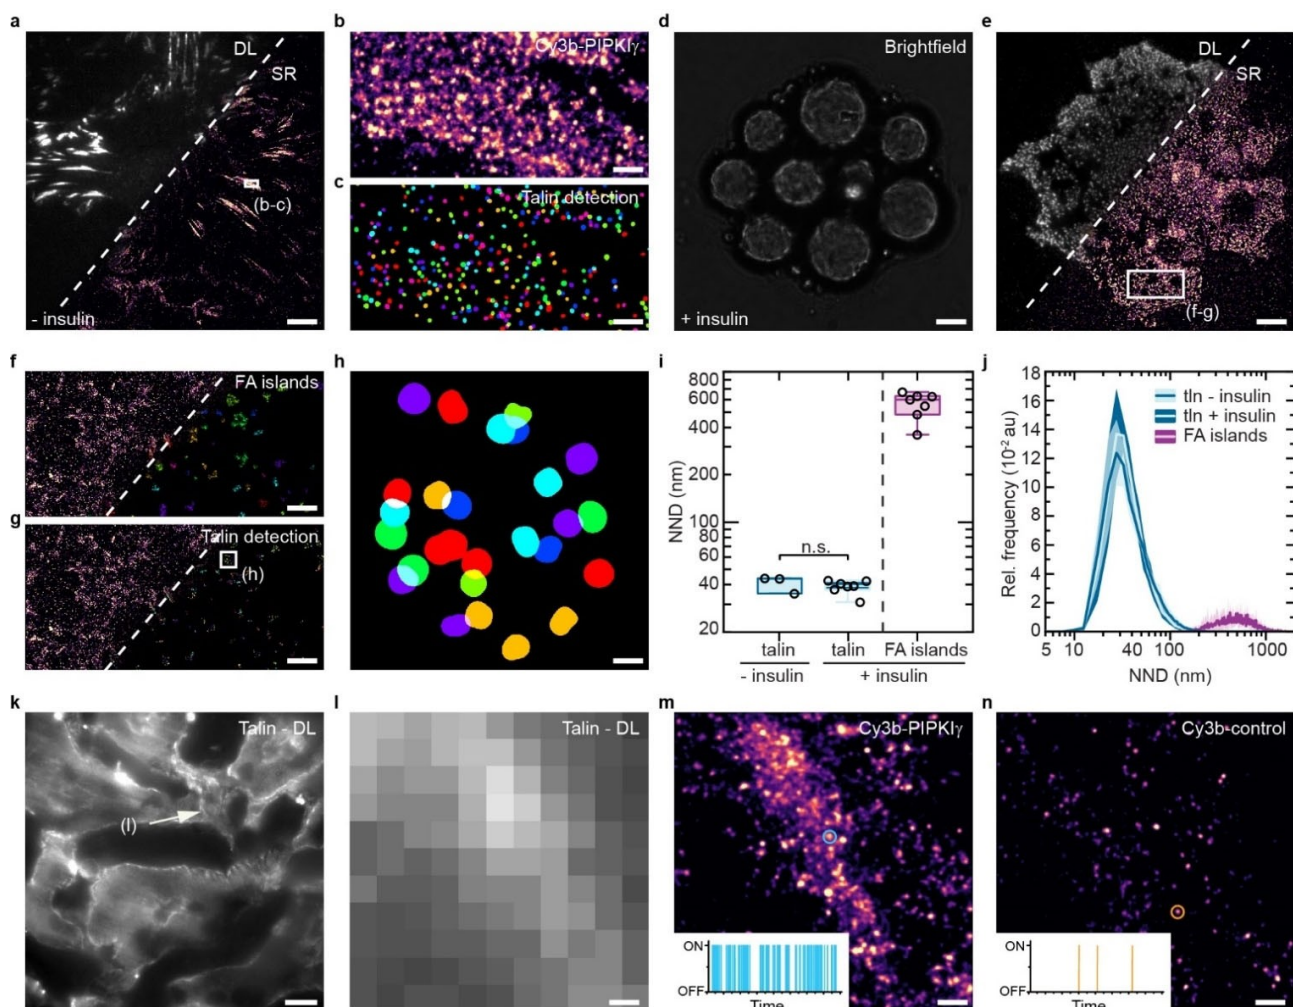 a
DL
SR
(b-c)
- insulin
b
Cy3b-PIPKIγ
c
Talin detection
d
Brightfield
+ insulin
e
DL
SR
(f-g)
f
FA islands
g
Talin detection
(h)
h
i
NND (nm)
800
600
400
100
60
40
20
n.s.
talin
talin
FA islands
- insulin
+ insulin
j
Rel. frequency (10⁻² au)
18
16
14
12
10
8
6
4
2
0
tln - insulin
tln + insulin
FA islands
5
10
40
100
1000
NND (nm)
k
Talin - DL
(l)
l
Talin - DL
m
Cy3b-PIPKIγ
ON
OFF
Time
n
Cy3b-control
ON
OFF
Time